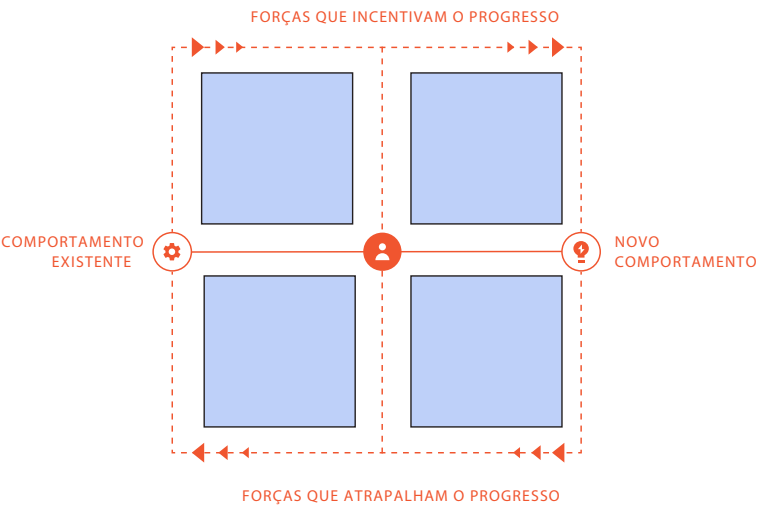 FORÇAS QUE INCENTIVAM O PROGRESSO
COMPORTAMENTO
EXISTENTE
NOVO
COMPORTAMENTO
FORÇAS QUE ATRAPALHAM O PROGRESSO